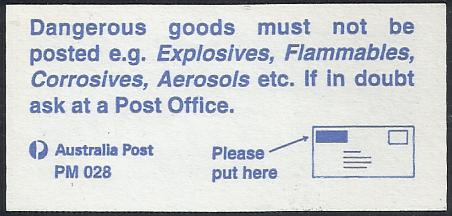 Dangerous goods must not be
posted e.g. Explosives, Flammables,
Corrosives, Aerosols etc. If in doubt
ask at a Post Office.
Australia Post
PM 028
Please
put here